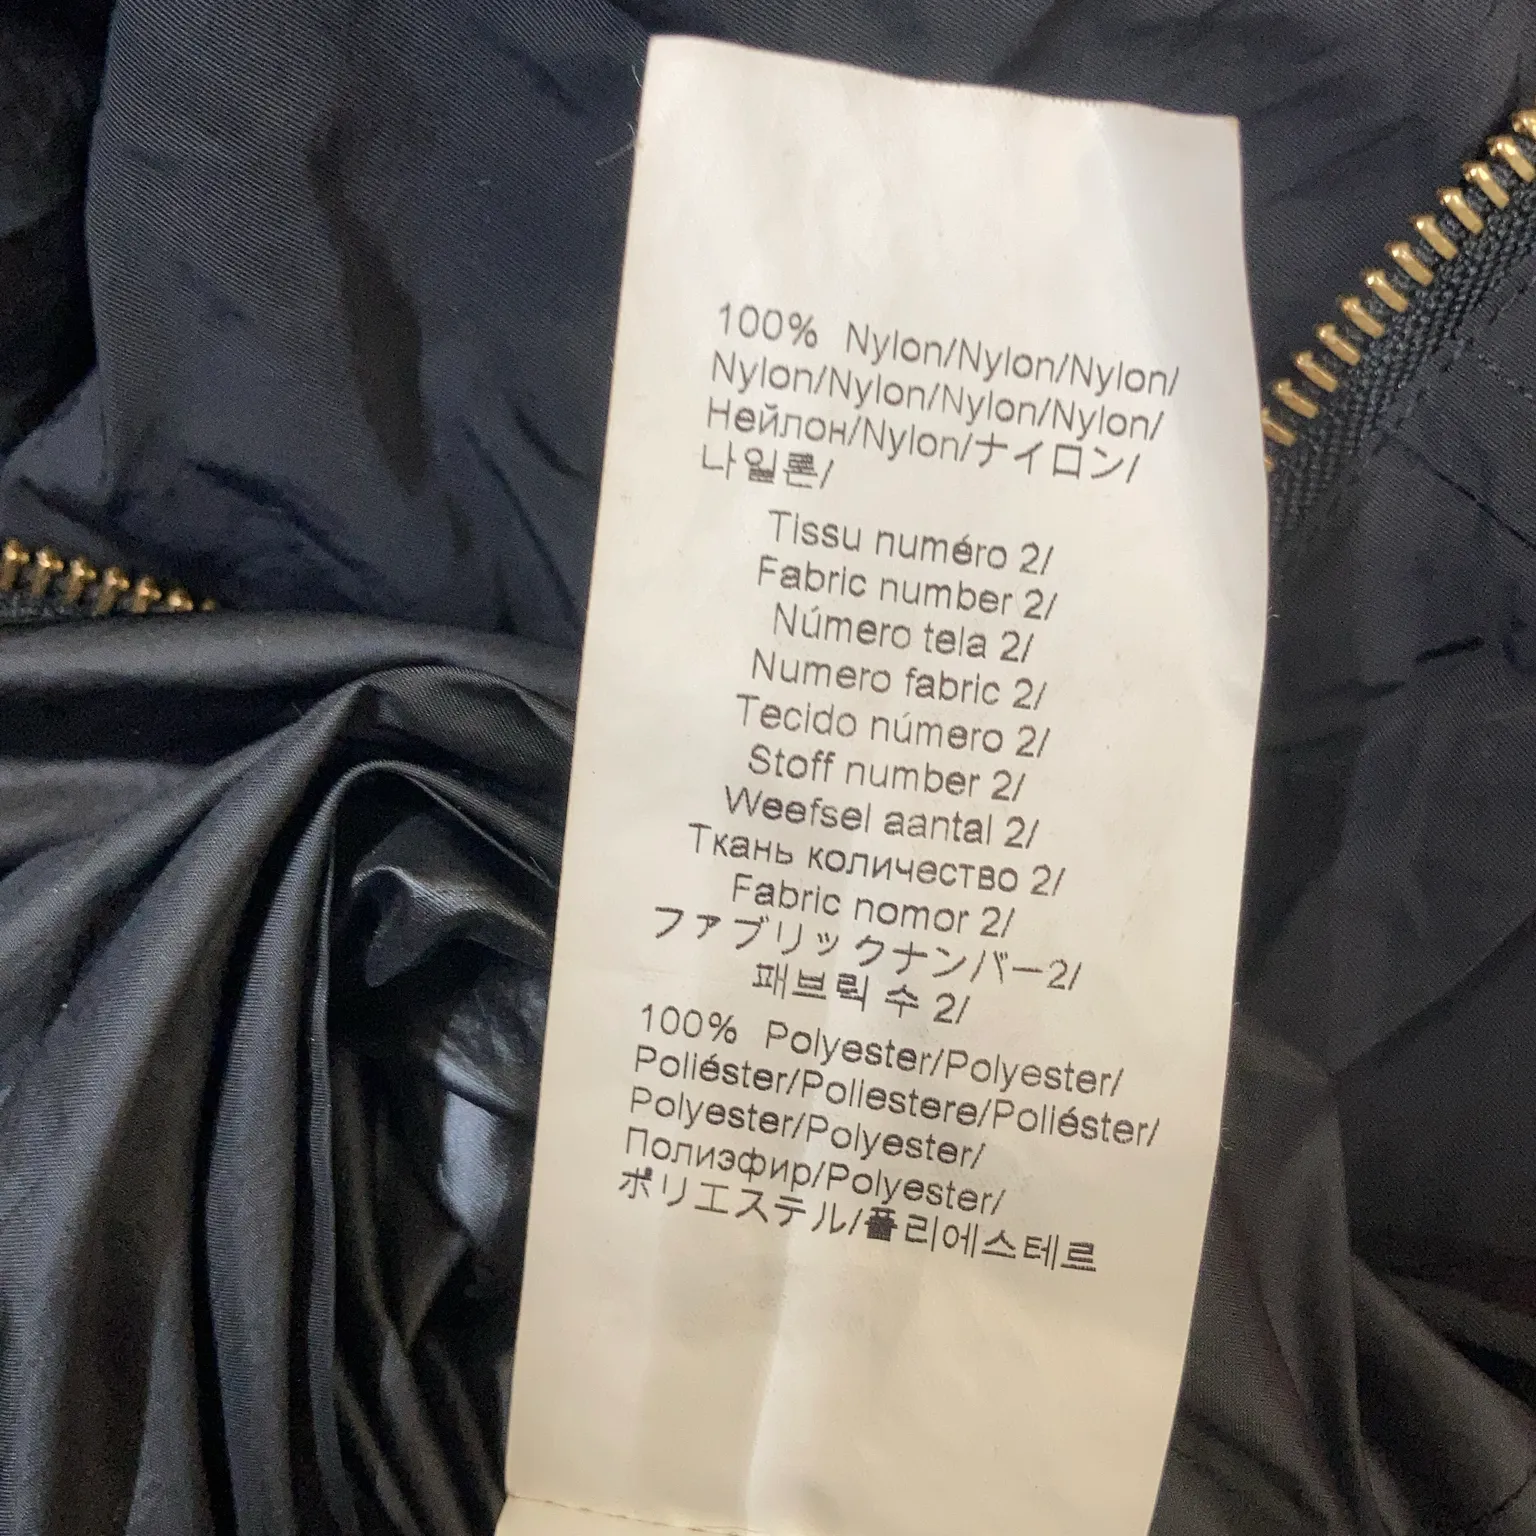 100% Nylon/Nylon/Nylon/
Nylon/Nylon/Nylon/Nylon/
Нейлон/Nylon/ナイロン/
나일론/
Tissu numéro 2/
Fabric number 2/
Número tela 2/
Numero fabric 2/
Tecido número 2/
Stoff number 2/
Weefsel aantal 2/
Ткань количество 2/
Fabric nomor 2/
ファブリックナンバー2/
패브릭 수 2/
100% Polyester/Polyester/
Poliéster/Poliestere/Poliéster/
Polyester/Polyester/
Полиэфир/Polyester/
ポリエステル/폴리에스테르